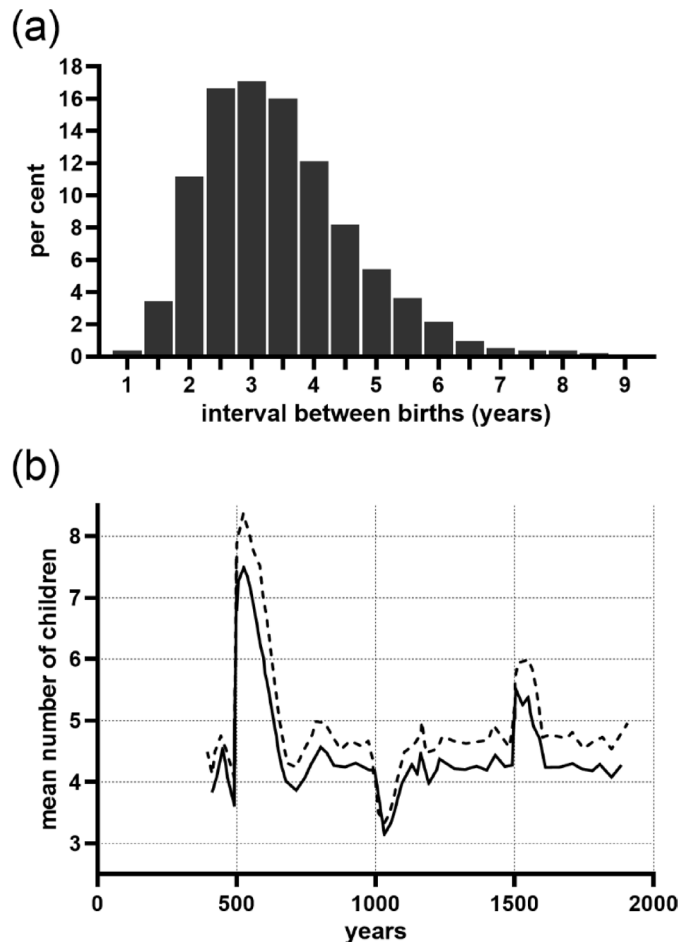 (a)
18
16
14
12
10
8
6
4
2
0
per cent
1 2 3 4 5 6 7 8 9
interval between births (years)
(b)
8
7
6
5
4
3
mean number of children
0 500 1000 1500 2000
years